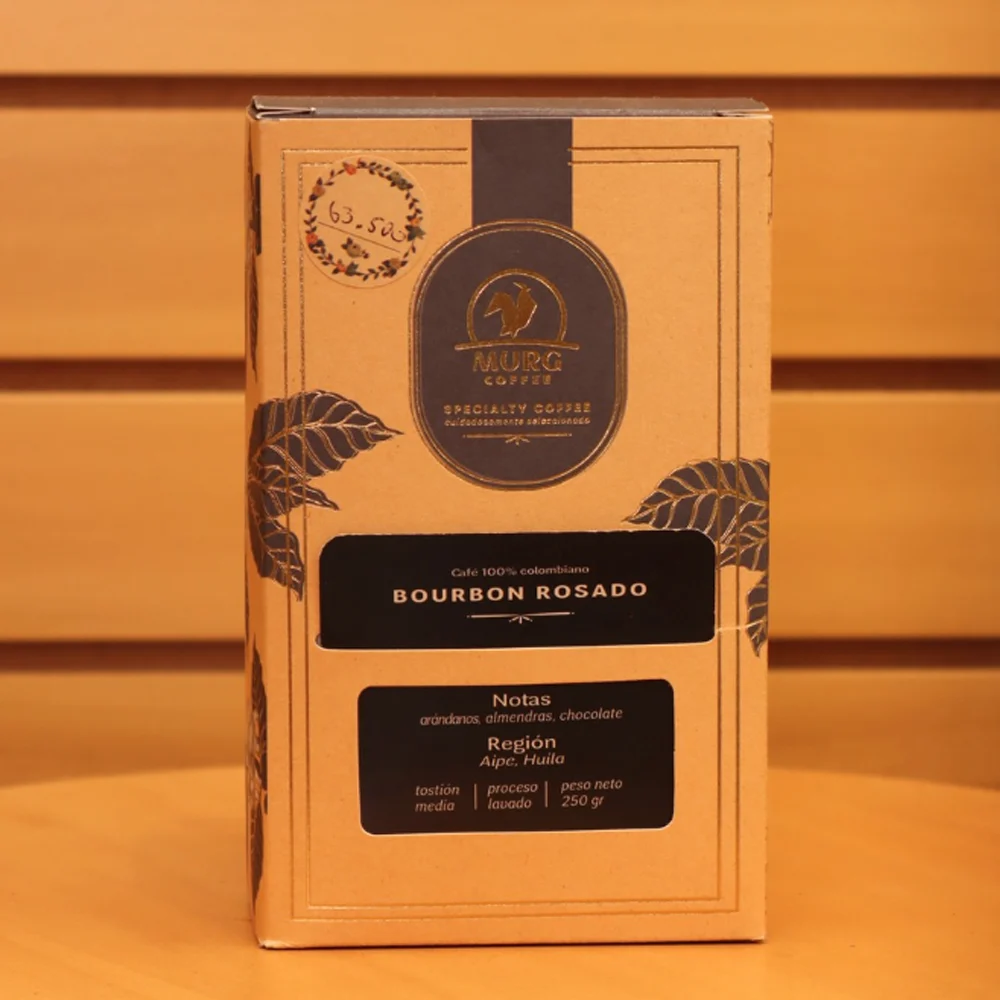 63.500
MURG
COFFEE
SPECIALTY COFFEE
cuidadosamente seleccionado
Café 100% colombiano
BOURBON ROSADO
Notas
arándanos, almendras, chocolate
Región
Aipe, Huila
tostión media
proceso lavado
peso neto 250 gr